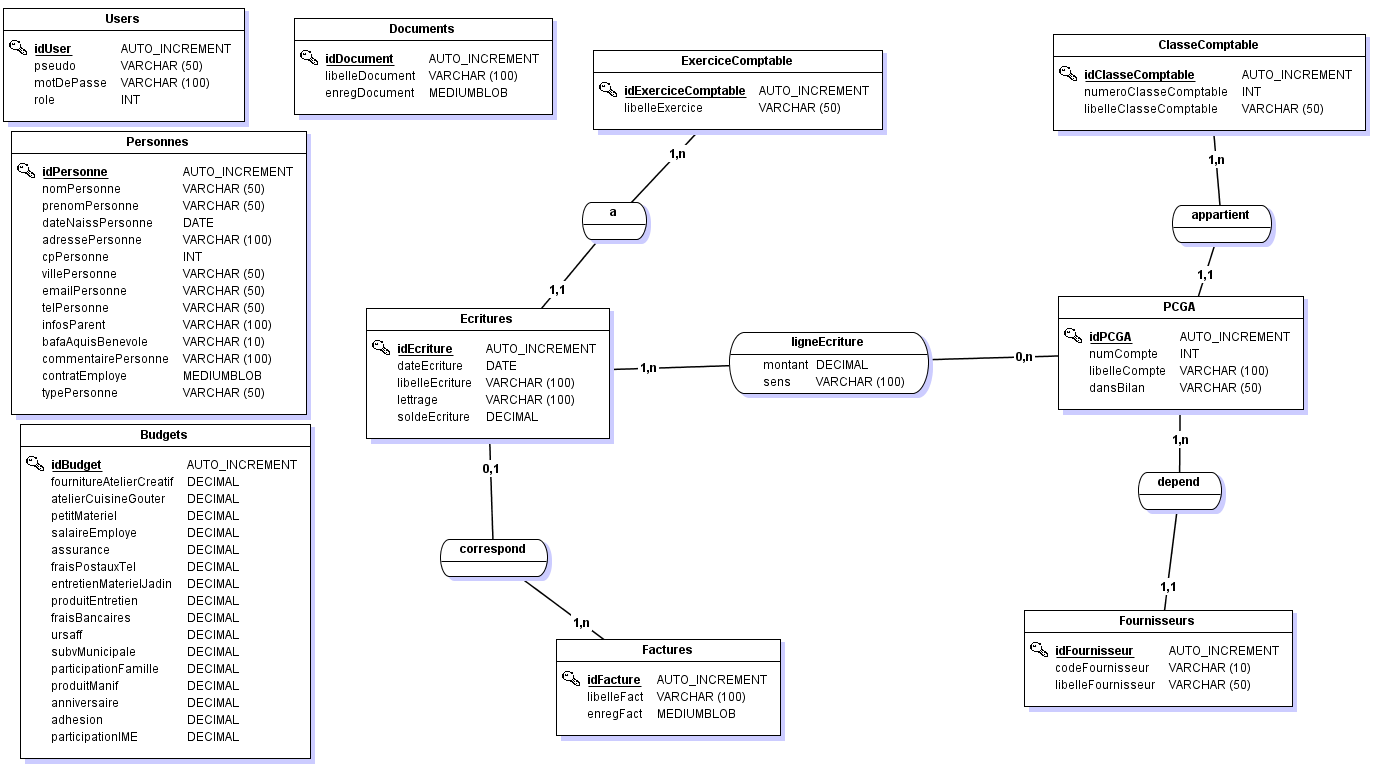 Users
idUser AUTO_INCREMENT
pseudo VARCHAR (50)
motDePasse VARCHAR (100)
role INT
Documents
idDocument AUTO_INCREMENT
libelleDocument VARCHAR (100)
enregDocument MEDIUMBLOB
ExerciceComptable
idExerciceComptable AUTO_INCREMENT
libelleExercice VARCHAR (50)
ClasseComptable
idClasseComptable AUTO_INCREMENT
numeroClasseComptable INT
libelleClasseComptable VARCHAR (50)
Personnes
idPersonne AUTO_INCREMENT
nomPersonne VARCHAR (50)
prenomPersonne VARCHAR (50)
dateNaissPersonne DATE
adressePersonne VARCHAR (100)
cpPersonne INT
villePersonne VARCHAR (50)
emailPersonne VARCHAR (50)
telPersonne VARCHAR (50)
infosParent VARCHAR (100)
bafaAquisBenevole VARCHAR (10)
commentairePersonne VARCHAR (100)
contratEmploye MEDIUMBLOB
typePersonne VARCHAR (50)
1,n
a
1,1
1,n
appartient
1,1
Ecritures
idEcriture AUTO_INCREMENT
dateEcriture DATE
libelleEcriture VARCHAR (100)
lettrage VARCHAR (100)
soldeEcriture DECIMAL
1,n
ligneEcriture
montant DECIMAL
sens VARCHAR (100)
0,n
PCGA
idPCGA AUTO_INCREMENT
numCompte INT
libelleCompte VARCHAR (100)
dansBilan VARCHAR (50)
Budgets
idBudget AUTO_INCREMENT
fournitureAtelierCreatif DECIMAL
atelierCuisineGouter DECIMAL
petitMateriel DECIMAL
salaireEmploye DECIMAL
assurance DECIMAL
fraisPostauxTel DECIMAL
entretienMaterielJadin DECIMAL
produitEntretien DECIMAL
fraisBancaires DECIMAL
ursaff DECIMAL
subvMunicipale DECIMAL
participationFamille DECIMAL
produitManif DECIMAL
anniversaire DECIMAL
adhesion DECIMAL
participationIME DECIMAL
0,1
correspond
1,n
Factures
idFacture AUTO_INCREMENT
libelleFact VARCHAR (100)
enregFact MEDIUMBLOB
1,n
depend
1,1
Fournisseurs
idFournisseur AUTO_INCREMENT
codeFournisseur VARCHAR (10)
libelleFournisseur VARCHAR (50)